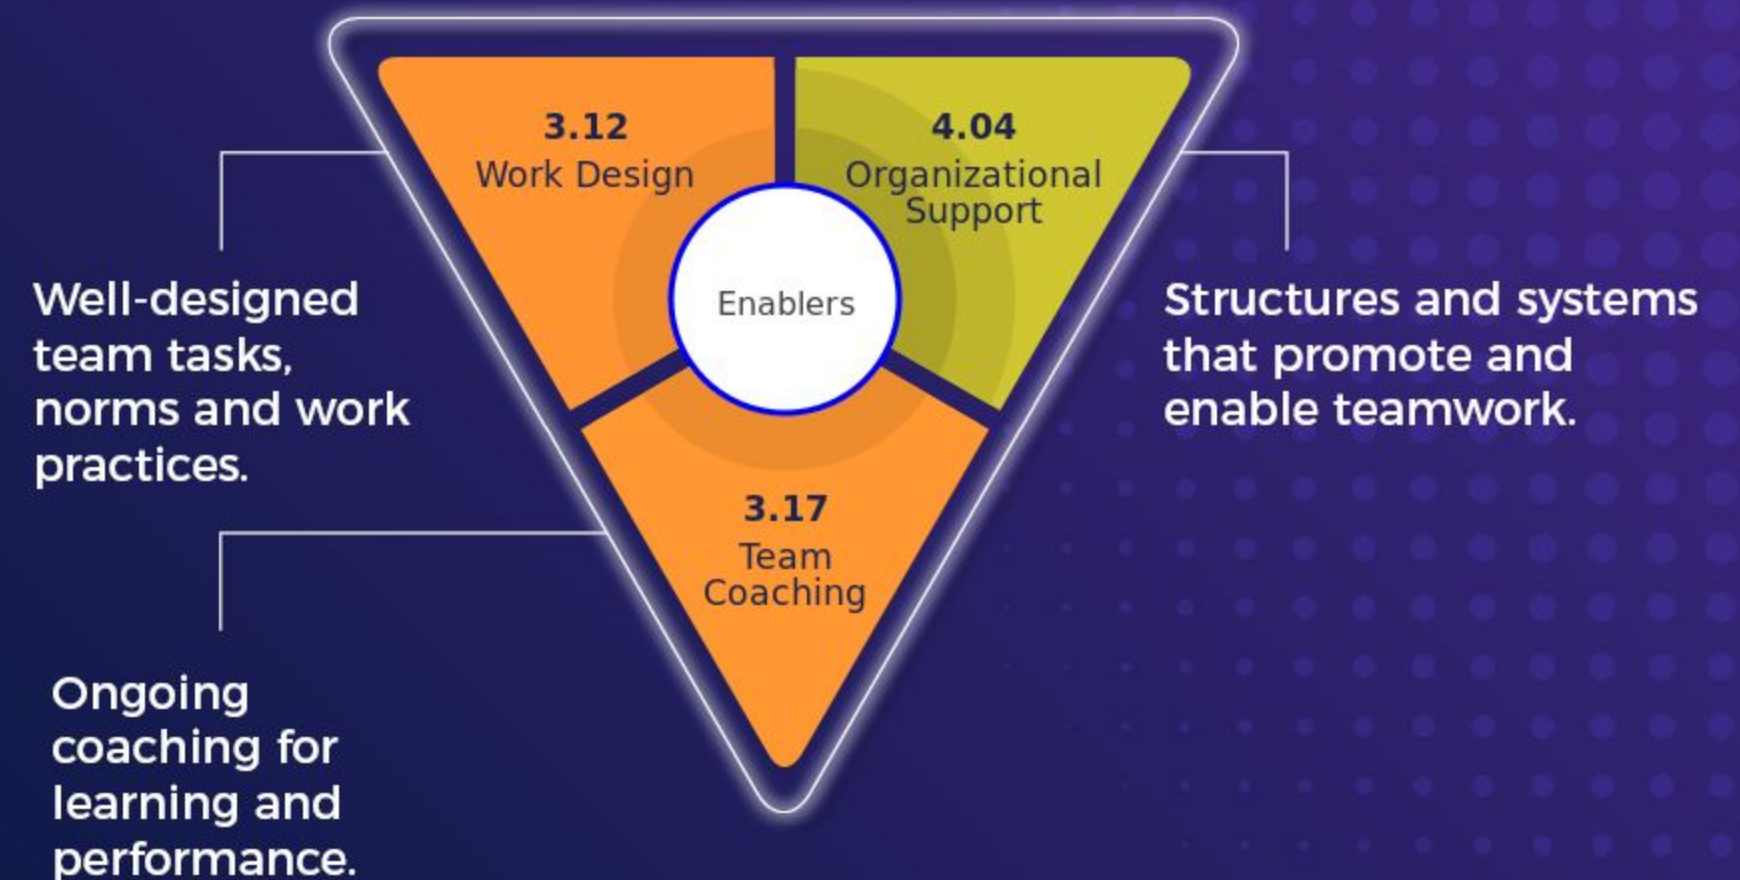 3.12
Work Design
4.04
Organizational
Support
Enablers
3.17
Team
Coaching
Well-designed
team tasks,
norms and work
practices.
Structures and systems
that promote and
enable teamwork.
Ongoing
coaching for
learning and
performance.